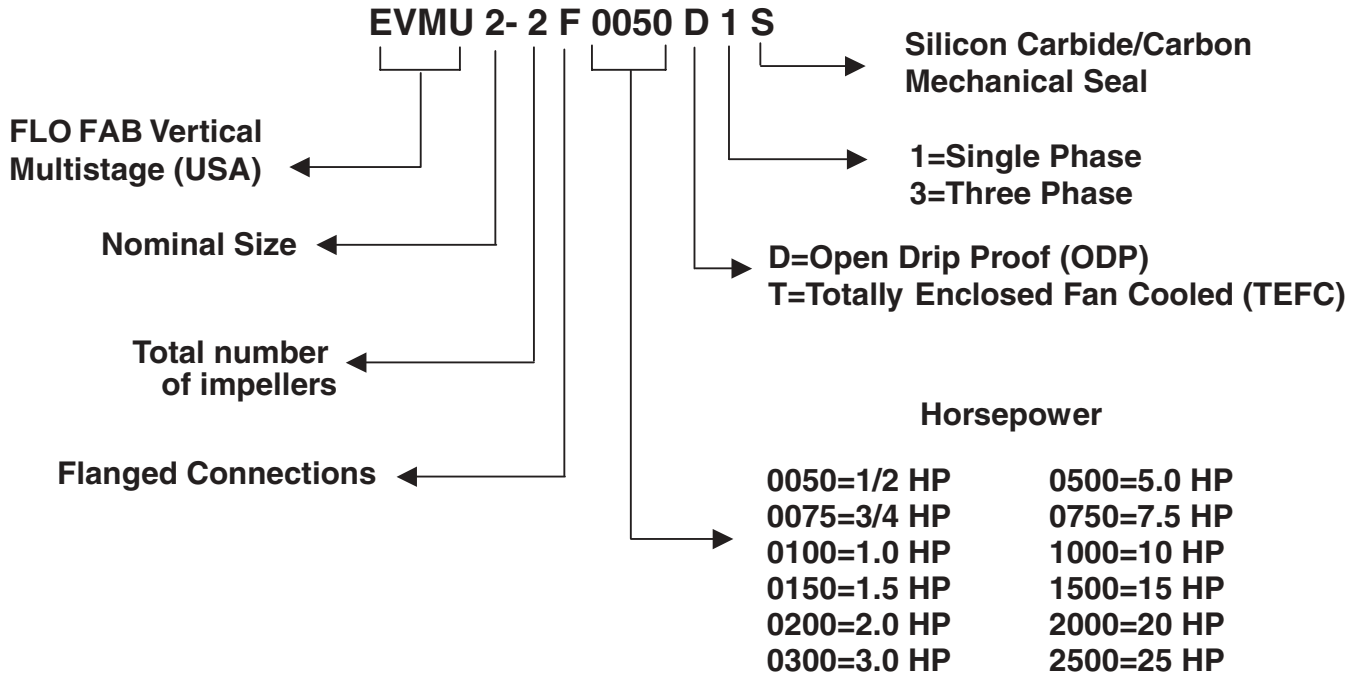 EVMU 2- 2 F 0050 D 1 S
Silicon Carbide/Carbon
Mechanical Seal
FLO FAB Vertical
Multistage (USA)
1=Single Phase
3=Three Phase
Nominal Size
D=Open Drip Proof (ODP)
T=Totally Enclosed Fan Cooled (TEFC)
Total number
of impellers
Flanged Connections
Horsepower
0050=1/2 HP
0075=3/4 HP
0100=1.0 HP
0150=1.5 HP
0200=2.0 HP
0300=3.0 HP
0500=5.0 HP
0750=7.5 HP
1000=10 HP
1500=15 HP
2000=20 HP
2500=25 HP